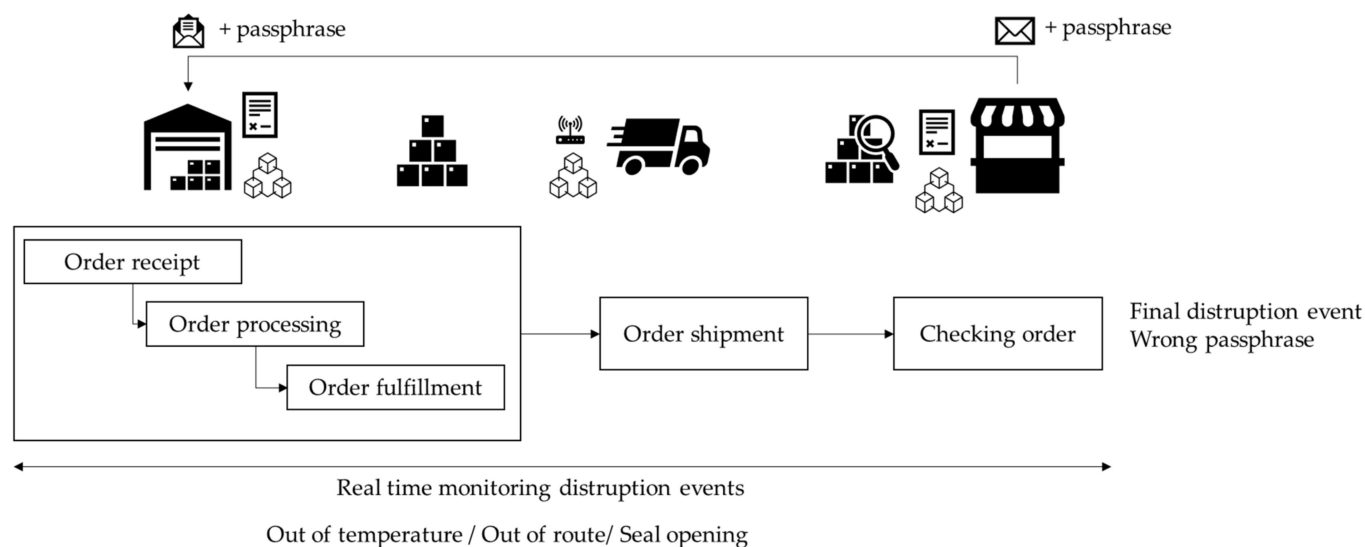 + passphrase
+ passphrase
Order receipt
Order processing
Order fulfillment
Order shipment
Checking order
Final distruption event
Wrong passphrase
Real time monitoring distruption events
Out of temperature / Out of route/ Seal opening